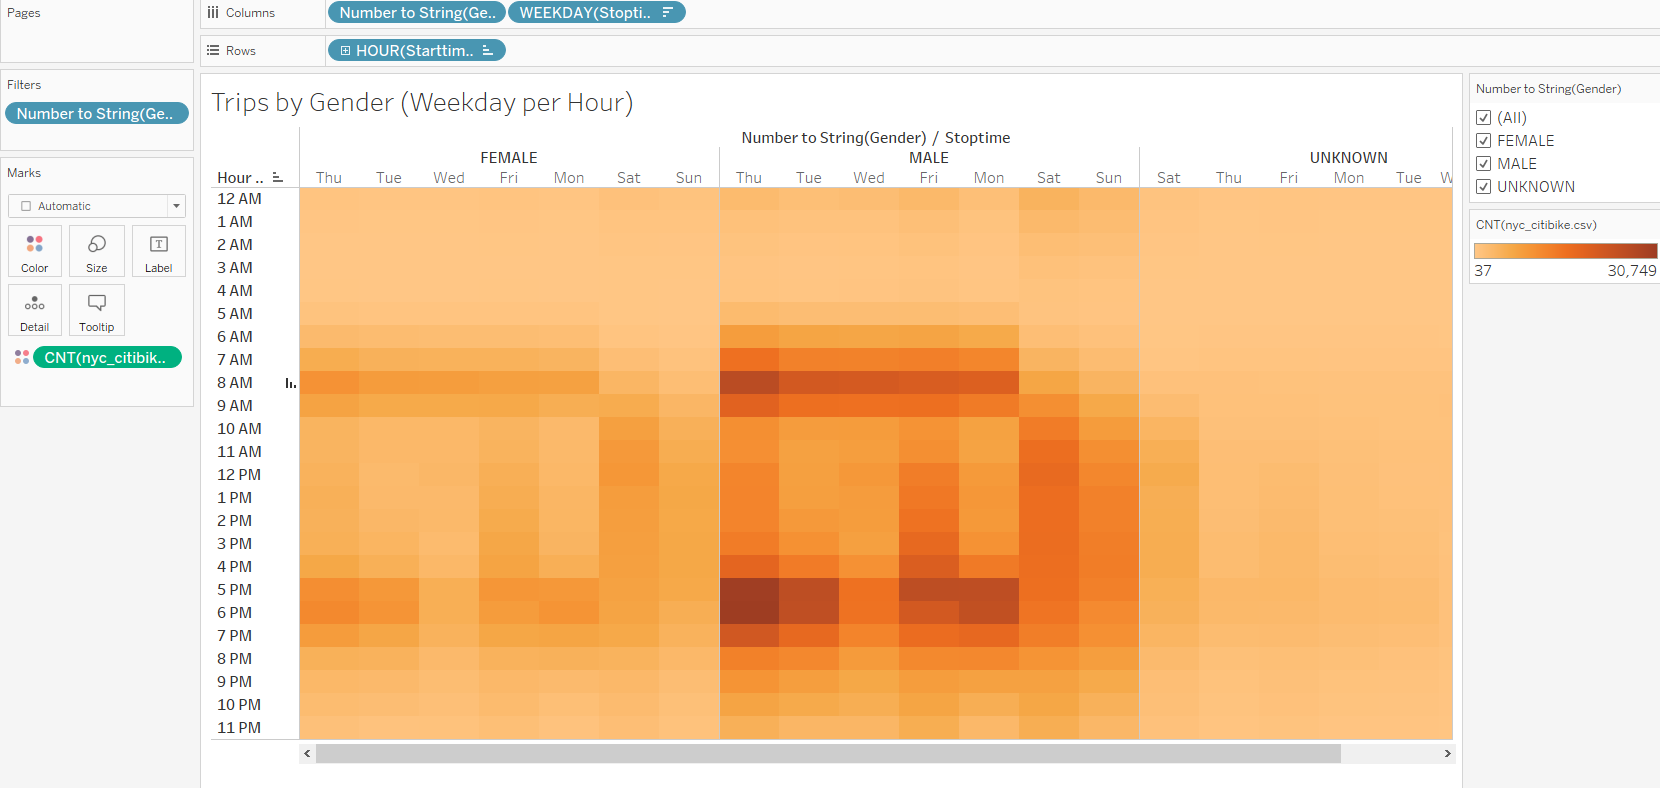 Pages
Columns
Number to String(Ge..
WEEKDAY(Stopti..
Rows
HOUR(Starttim..
Filters
Number to String(Ge..
Marks
Automatic
Color
Size
Label
Detail
Tooltip
CNT(nyc_citibik..
Trips by Gender (Weekday per Hour)
Number to String(Gender) / Stoptime
FEMALE MALE UNKNOWN
Hour .. Thu Tue Wed Fri Mon Sat Sun Thu Tue Wed Fri Mon Sat Sun Sat Thu Fri Mon Tue W
12 AM
1 AM
2 AM
3 AM
4 AM
5 AM
6 AM
7 AM
8 AM
9 AM
10 AM
11 AM
12 PM
1 PM
2 PM
3 PM
4 PM
5 PM
6 PM
7 PM
8 PM
9 PM
10 PM
11 PM
Number to String(Gender)
(All)
FEMALE
MALE
UNKNOWN
CNT(nyc_citibike.csv)
37 30,749